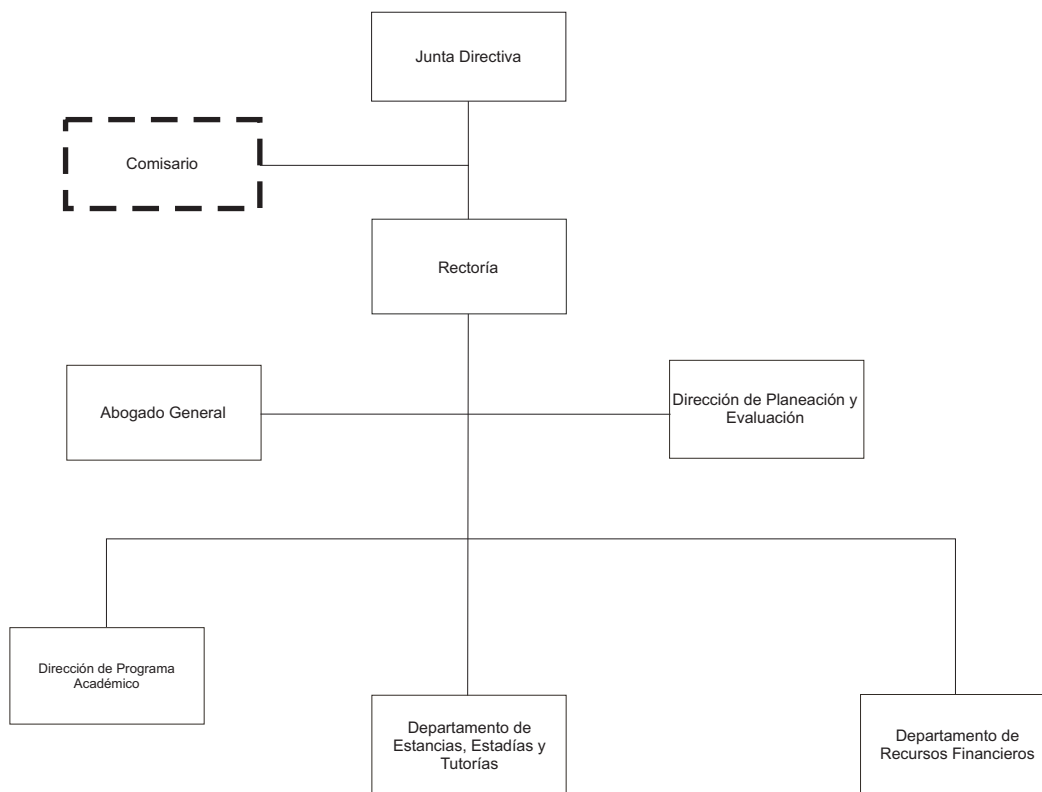 Junta Directiva
Comisario
Rectoría
Abogado General
Dirección de Planeación y
Evaluación
Dirección de Programa
Académico
Departamento de
Estancias, Estadías y
Tutorías
Departamento de
Recursos Financieros